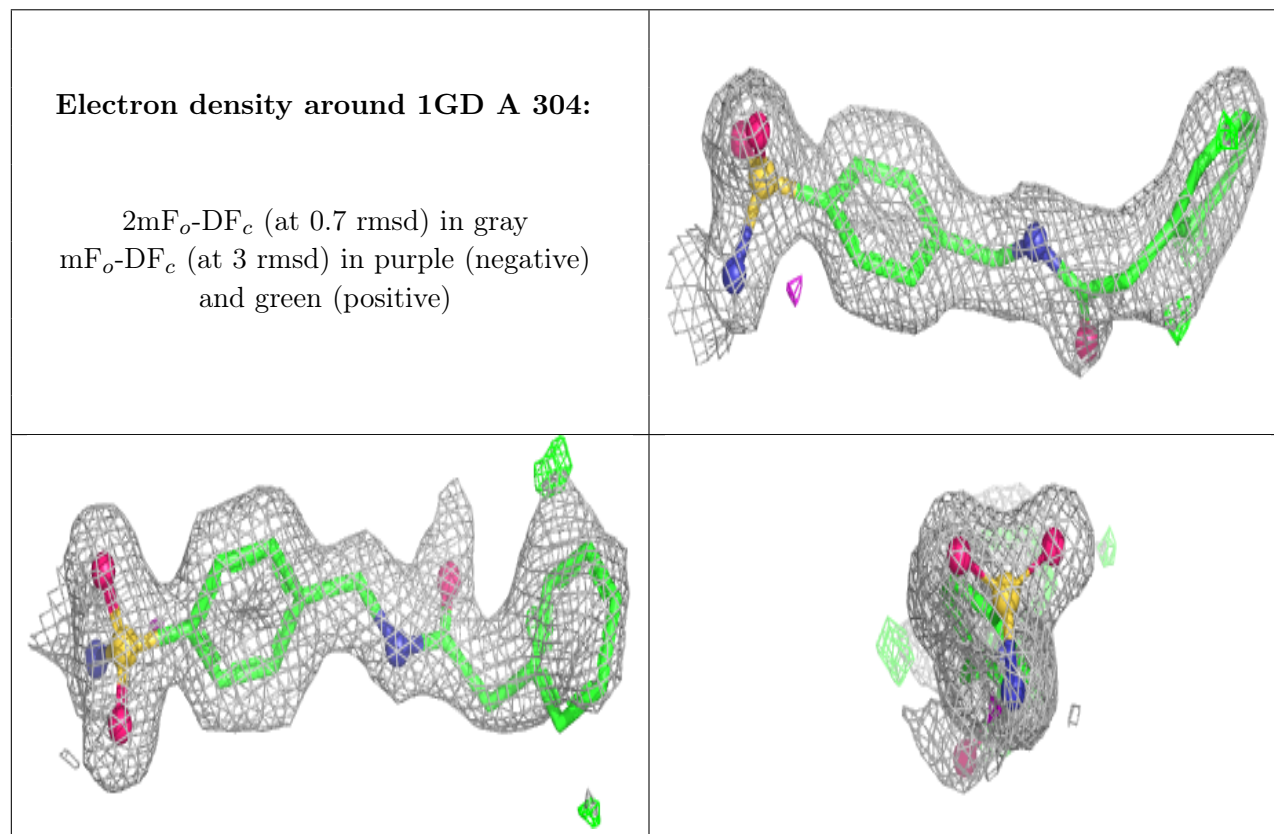 Electron density around 1GD A 304:
2mFₒ-DF𝒸 (at 0.7 rmsd) in gray
mFₒ-DF𝒸 (at 3 rmsd) in purple (negative)
and green (positive)